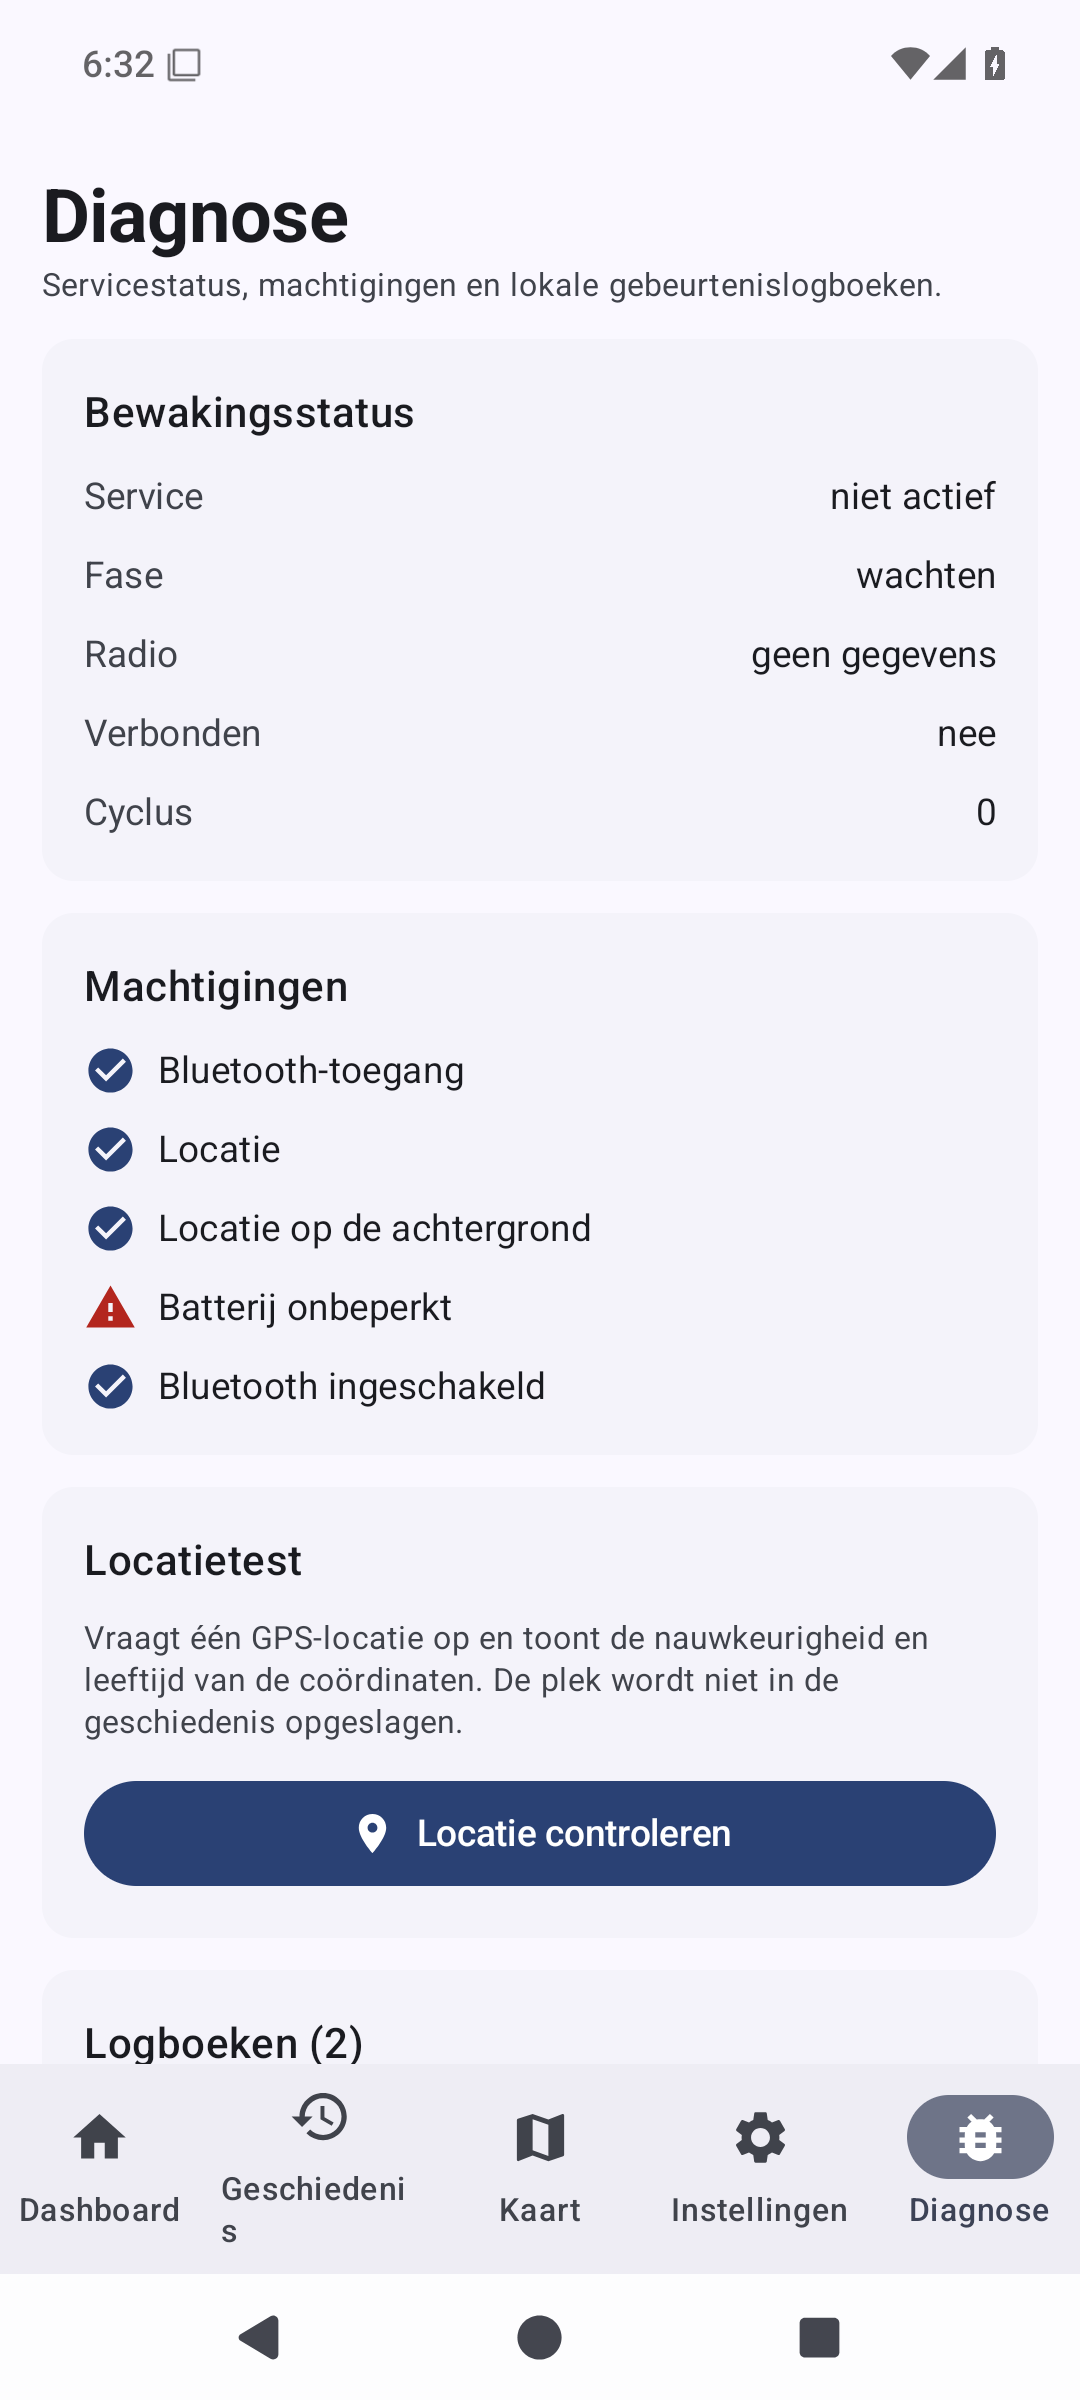 6:32
Diagnose
Servicestatus, machtigingen en lokale gebeurtenislogboeken.
Bewakingsstatus
Service niet actief
Fase wachten
Radio geen gegevens
Verbonden nee
Cyclus 0
Machtigingen
Bluetooth-toegang
Locatie
Locatie op de achtergrond
Batterij onbeperkt
Bluetooth ingeschakeld
Locatietest
Vraagt één GPS-locatie op en toont de nauwkeurigheid en
leeftijd van de coördinaten. De plek wordt niet in de
geschiedenis opgeslagen.
Locatie controleren
Logboeken (2)
Dashboard
Geschiedeni
s
Kaart
Instellingen
Diagnose